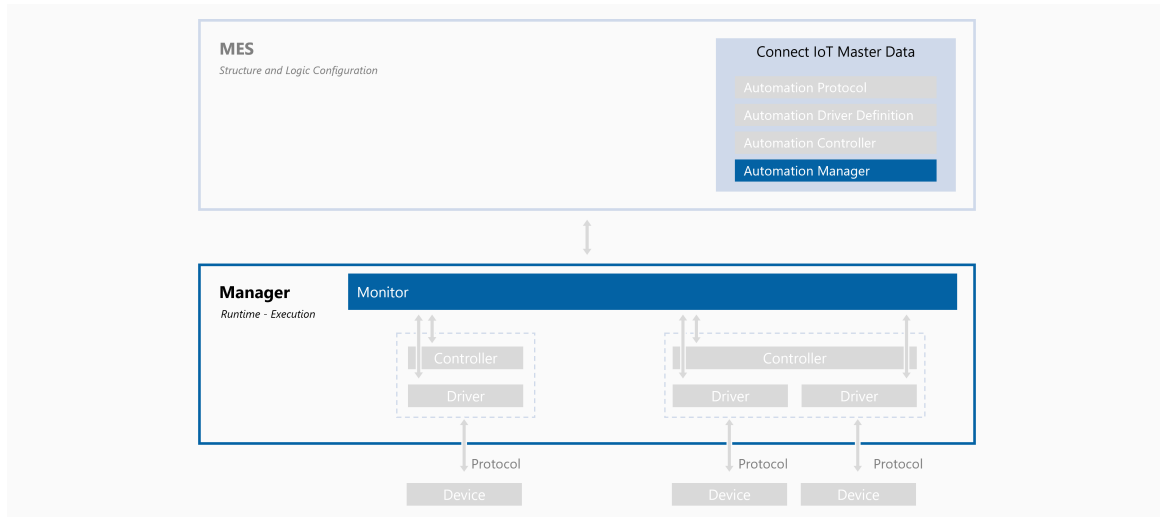 MES
Structure and Logic Configuration
Connect IoT Master Data
Automation Protocol
Automation Driver Definition
Automation Controller
Automation Manager
Manager
Runtime - Execution
Monitor
Controller
Controller
Driver
Driver
Driver
Protocol
Protocol
Protocol
Device
Device
Device